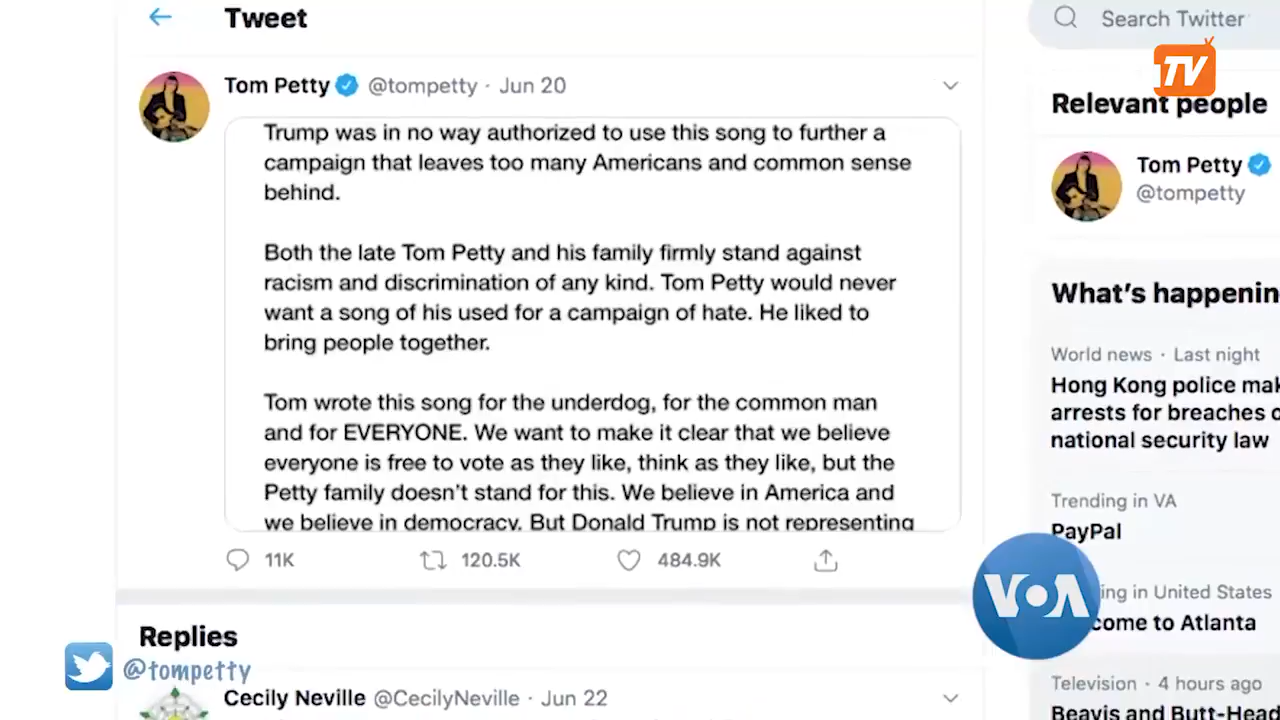 Tweet
Search Twitter
TV
Tom Petty @tompetty · Jun 20
Trump was in no way authorized to use this song to further a
campaign that leaves too many Americans and common sense
behind.
Both the late Tom Petty and his family firmly stand against
racism and discrimination of any kind. Tom Petty would never
want a song of his used for a campaign of hate. He liked to
bring people together.
Tom wrote this song for the underdog, for the common man
and for EVERYONE. We want to make it clear that we believe
everyone is free to vote as they like, think as they like, but the
Petty family doesn't stand for this. We believe in America and
we believe in democracy. But Donald Trump is not representing
11K 120.5K 484.9K
Replies
@tompetty
Cecily Neville @CecilyNeville · Jun 22
Relevant people
Tom Petty
@tompetty
What's happenin
World news · Last night
Hong Kong police mak
arrests for breaches o
national security law
Trending in VA
PayPal
VOA
ing in United States
come to Atlanta
Television · 4 hours ago
Beavis and Butt-Head